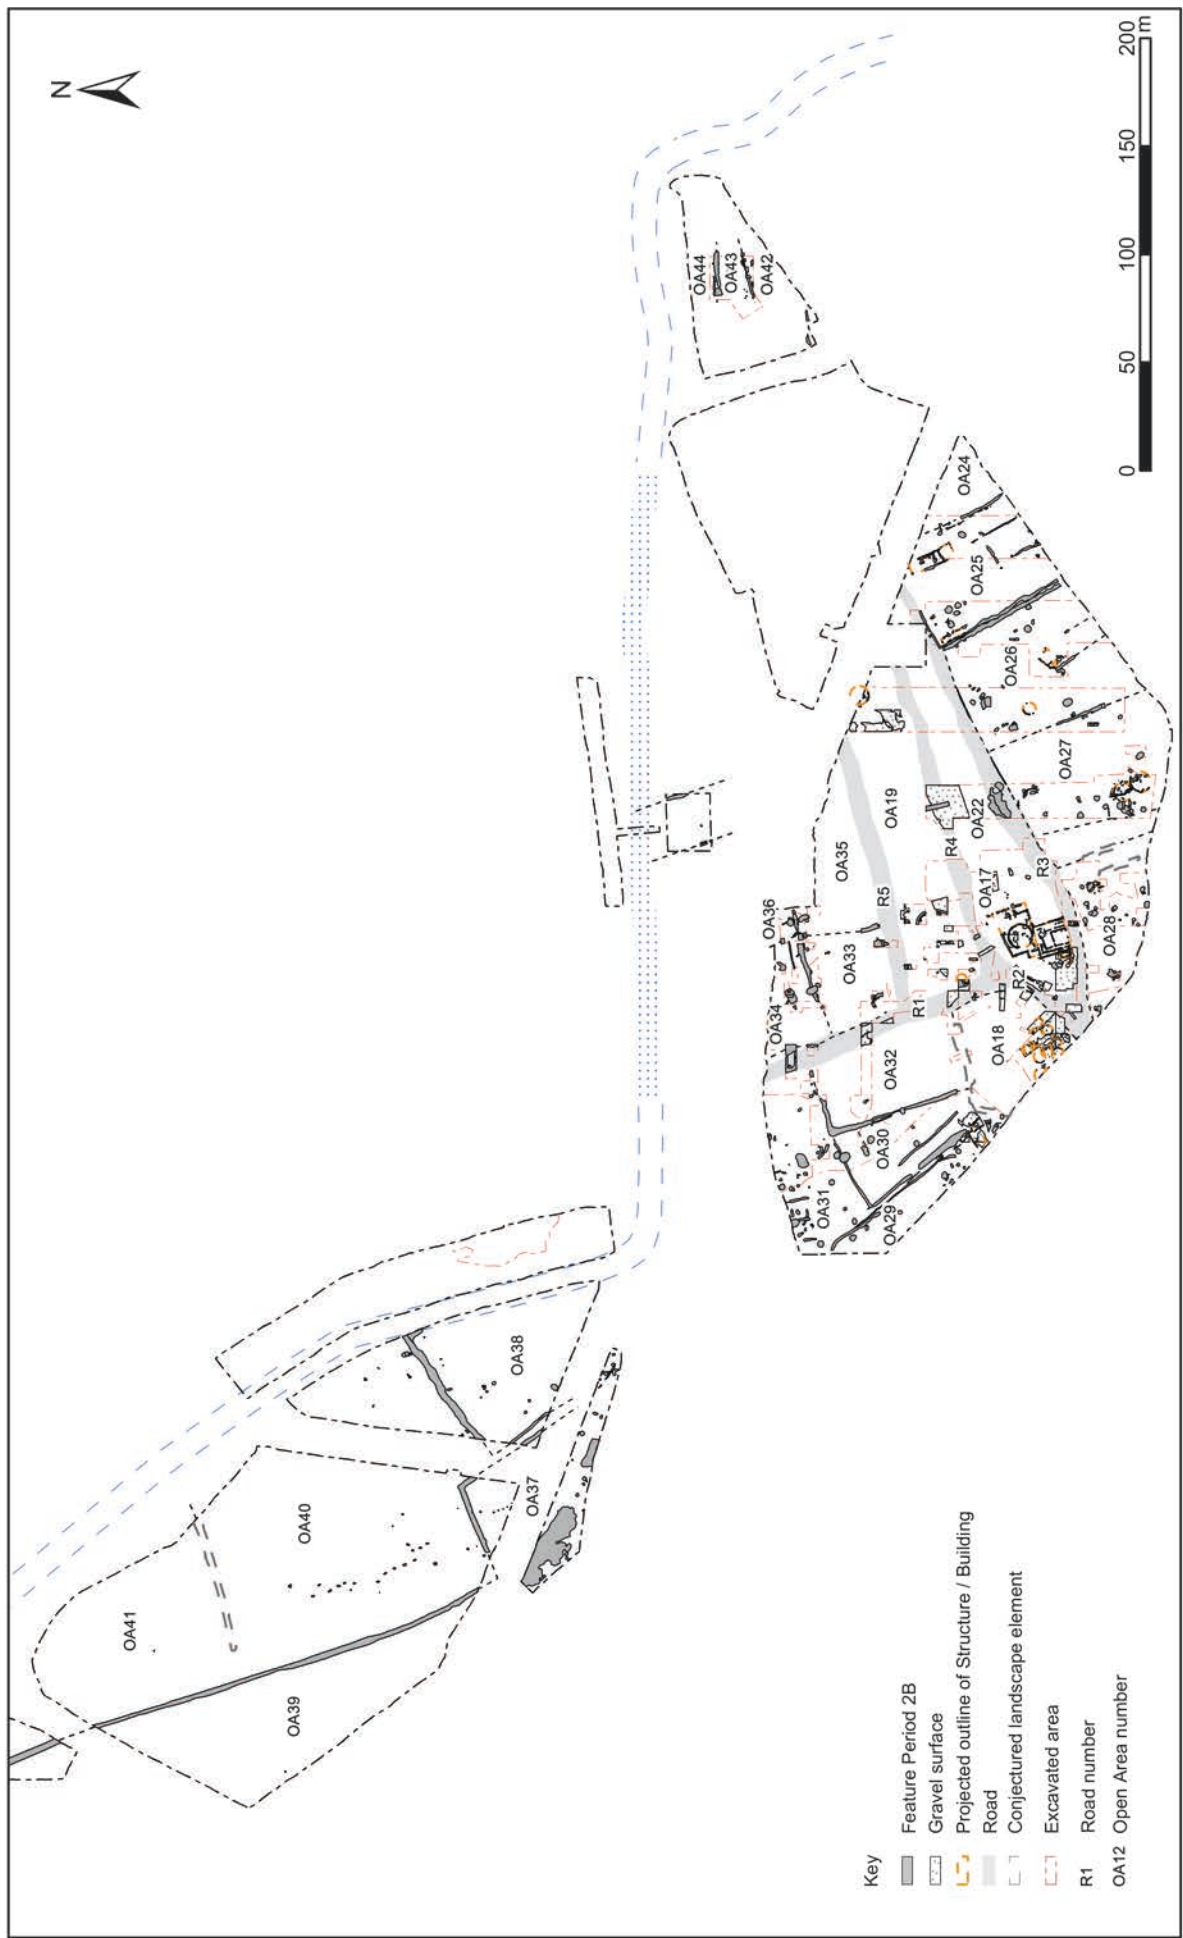 N
OA41
OA40
OA39
OA38
OA37
OA44
OA43
OA42
OA36
OA35
OA34
OA33
OA19
R5
R1
R4
OA22
OA17
R2
R3
OA32
OA18
OA31
OA30
OA29
OA28
OA27
OA26
OA25
OA24
Key
Feature Period 2B
Gravel surface
Projected outline of Structure / Building
Road
Conjectured landscape element
Excavated area
R1 Road number
OA12 Open Area number
0 50 100 150 200
m